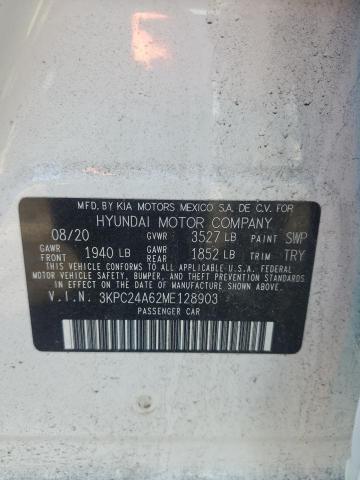 MFD. BY KIA MOTORS MEXICO S.A. DE C.V. FOR
HYUNDAI MOTOR COMPANY
08/20 GVWR 3527 LB PAINT SWP
GAWR FRONT 1940 LB GAWR REAR 1852 LB TRIM TRY
THIS VEHICLE CONFORMS TO ALL APPLICABLE U.S. FEDERAL
MOTOR VEHICLE SAFETY, BUMPER, AND THEFT PREVENTION
STANDARDS IN EFFECT ON THE DATE OF MANUFACTURE SHOWN ABOVE.
V.I.N. 3KPC24A62ME128903
PASSENGER CAR